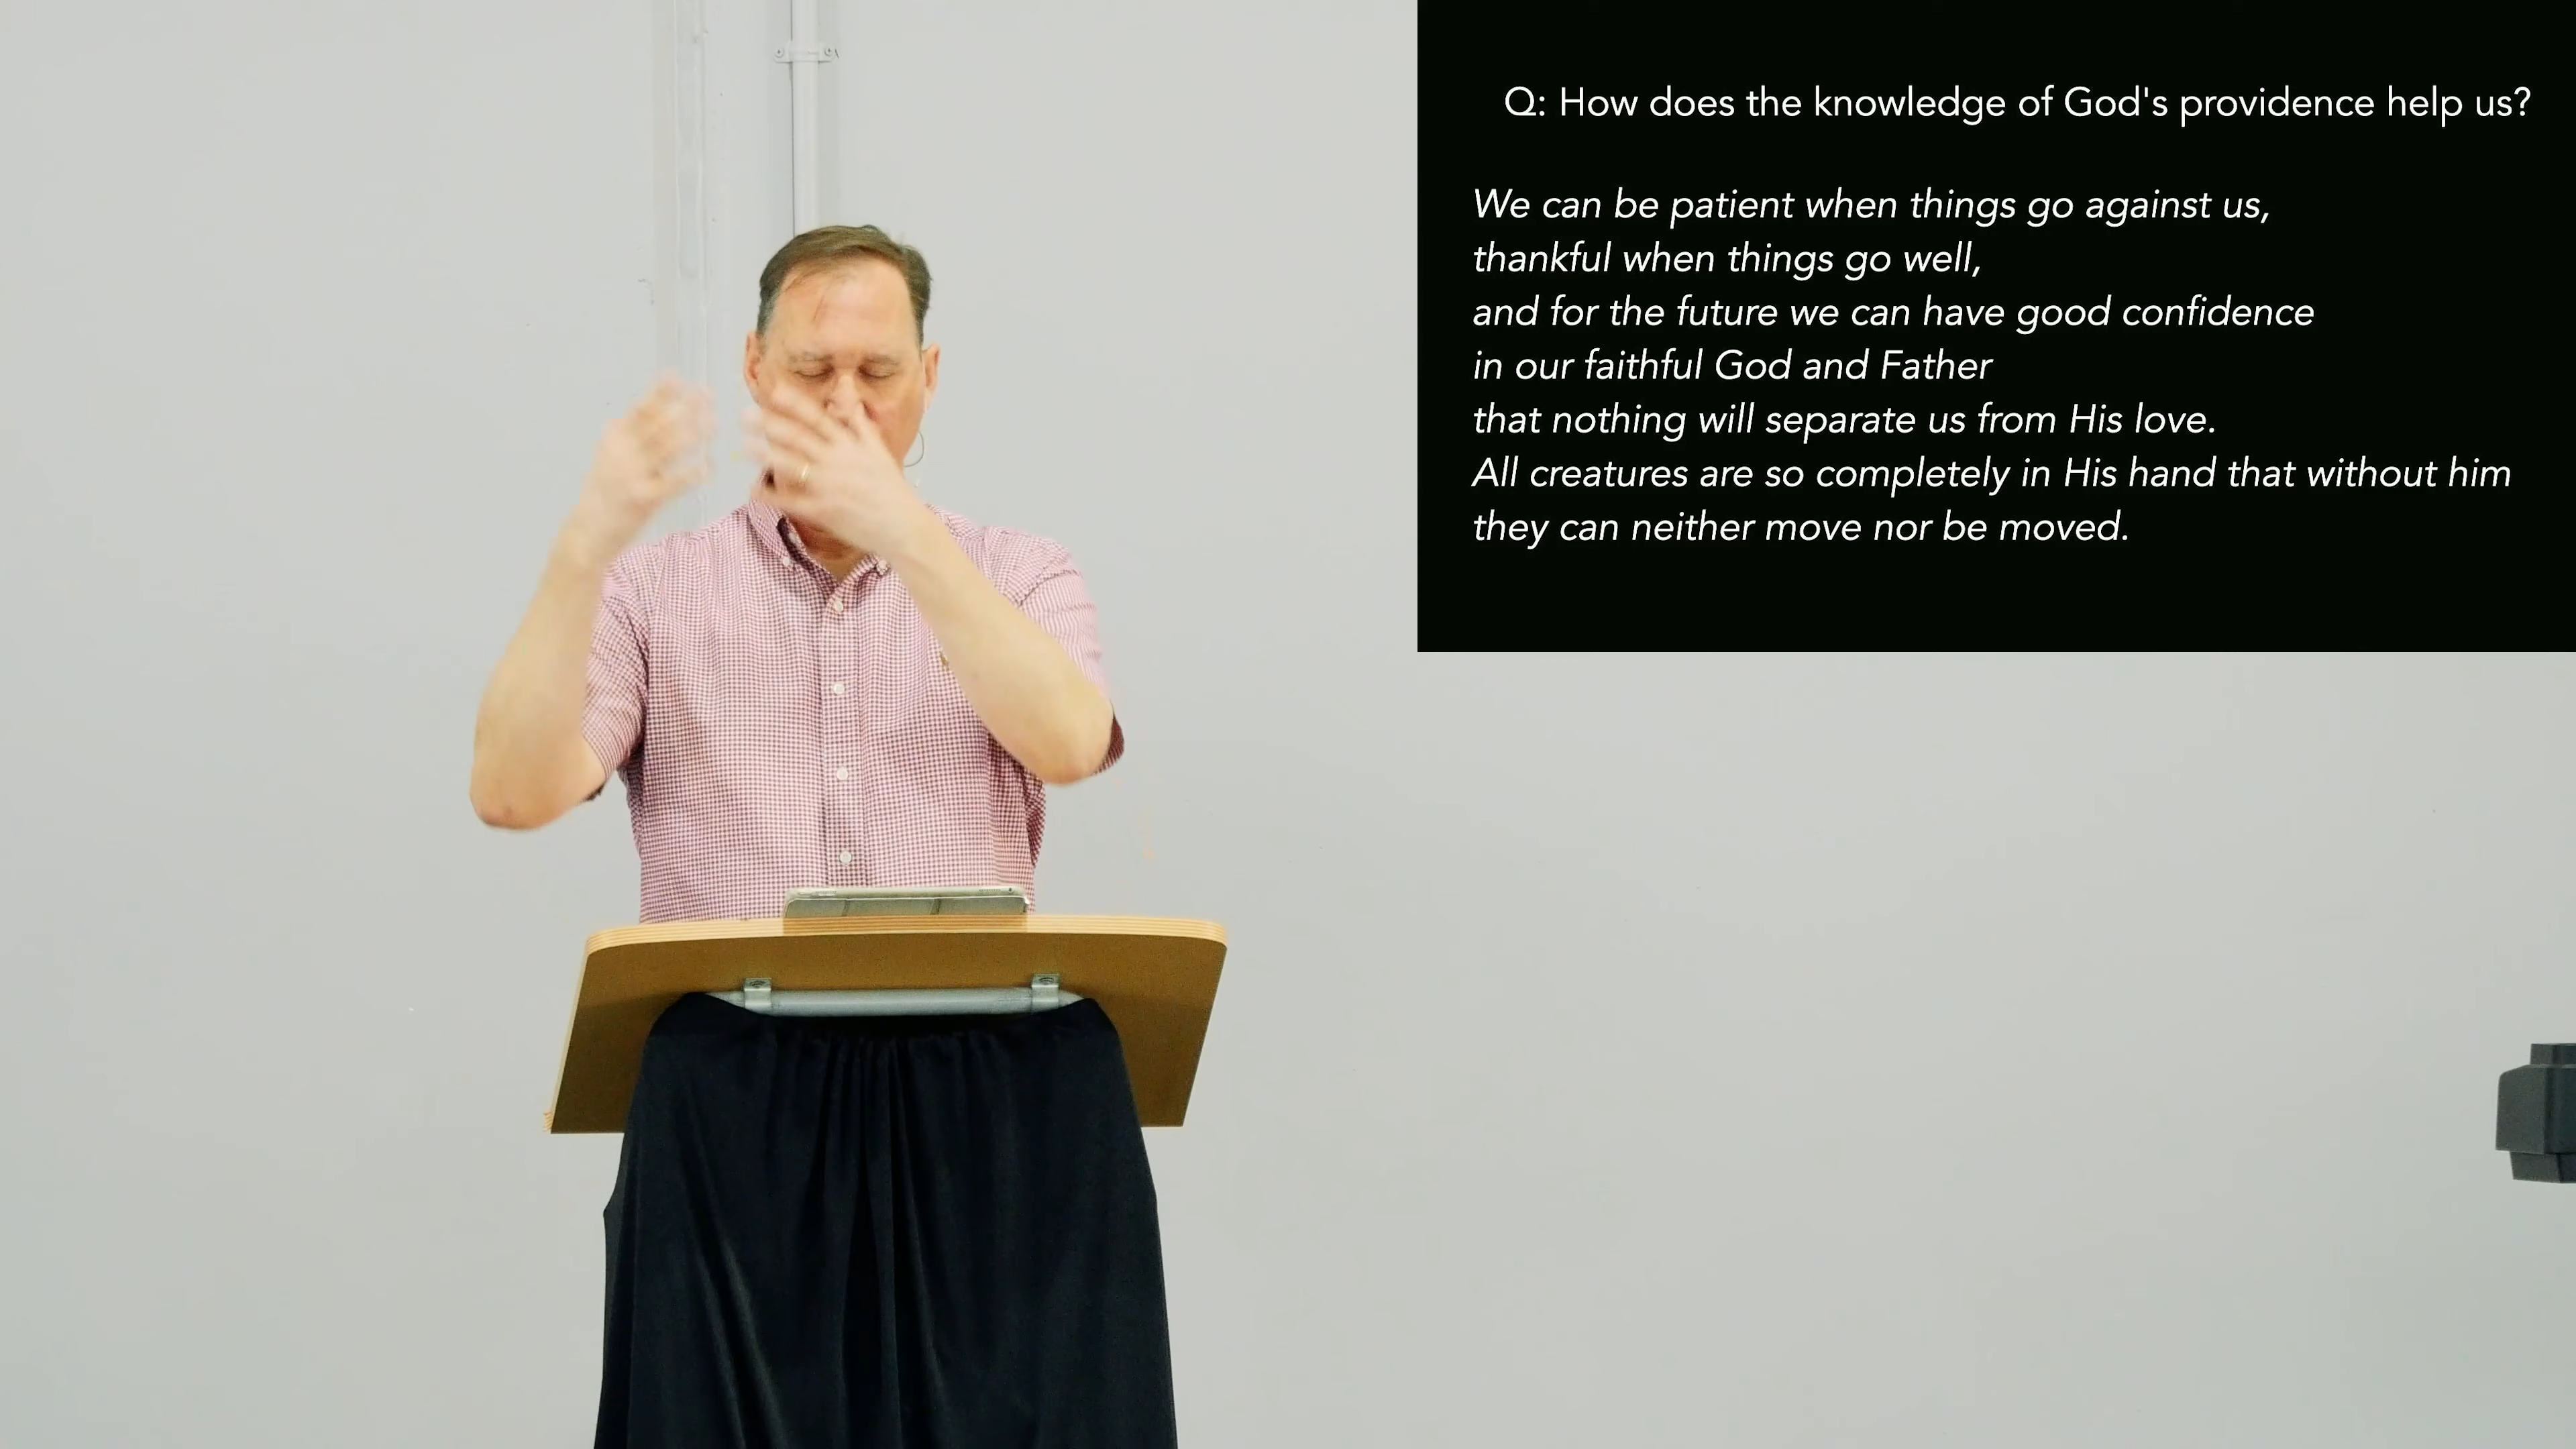 Q: How does the knowledge of God's providence help us?
We can be patient when things go against us,
thankful when things go well,
and for the future we can have good confidence
in our faithful God and Father
that nothing will separate us from His love.
All creatures are so completely in His hand that without him
they can neither move nor be moved.